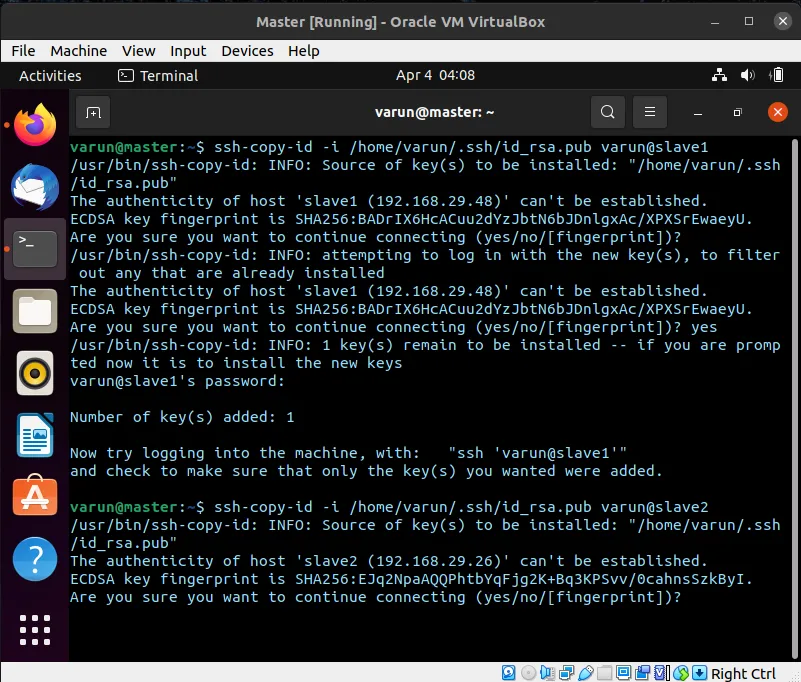 Master [Running] - Oracle VM VirtualBox
File Machine View Input Devices Help
Activities Terminal Apr 4 04:08
varun@master: ~
varun@master:~$ ssh-copy-id -i /home/varun/.ssh/id_rsa.pub varun@slave1
/usr/bin/ssh-copy-id: INFO: Source of key(s) to be installed: "/home/varun/.ssh
/id_rsa.pub"
The authenticity of host 'slave1 (192.168.29.48)' can't be established.
ECDSA key fingerprint is SHA256:BADrIX6HcACuu2dYzJbtN6bJDnlgxAc/XPXSrEwaeyU.
Are you sure you want to continue connecting (yes/no/[fingerprint])?
/usr/bin/ssh-copy-id: INFO: attempting to log in with the new key(s), to filter
 out any that are already installed
The authenticity of host 'slave1 (192.168.29.48)' can't be established.
ECDSA key fingerprint is SHA256:BADrIX6HcACuu2dYzJbtN6bJDnlgxAc/XPXSrEwaeyU.
Are you sure you want to continue connecting (yes/no/[fingerprint])? yes
/usr/bin/ssh-copy-id: INFO: 1 key(s) remain to be installed -- if you are promp
ted now it is to install the new keys
varun@slave1's password:
Number of key(s) added: 1
Now try logging into the machine, with:   "ssh 'varun@slave1'"
and check to make sure that only the key(s) you wanted were added.
varun@master:~$ ssh-copy-id -i /home/varun/.ssh/id_rsa.pub varun@slave2
/usr/bin/ssh-copy-id: INFO: Source of key(s) to be installed: "/home/varun/.ssh
/id_rsa.pub"
The authenticity of host 'slave2 (192.168.29.26)' can't be established.
ECDSA key fingerprint is SHA256:EJq2NpaAQQPhtbYqFjg2K+Bq3KPSvv/0cahnsSzkByI.
Are you sure you want to continue connecting (yes/no/[fingerprint])?
Right Ctrl